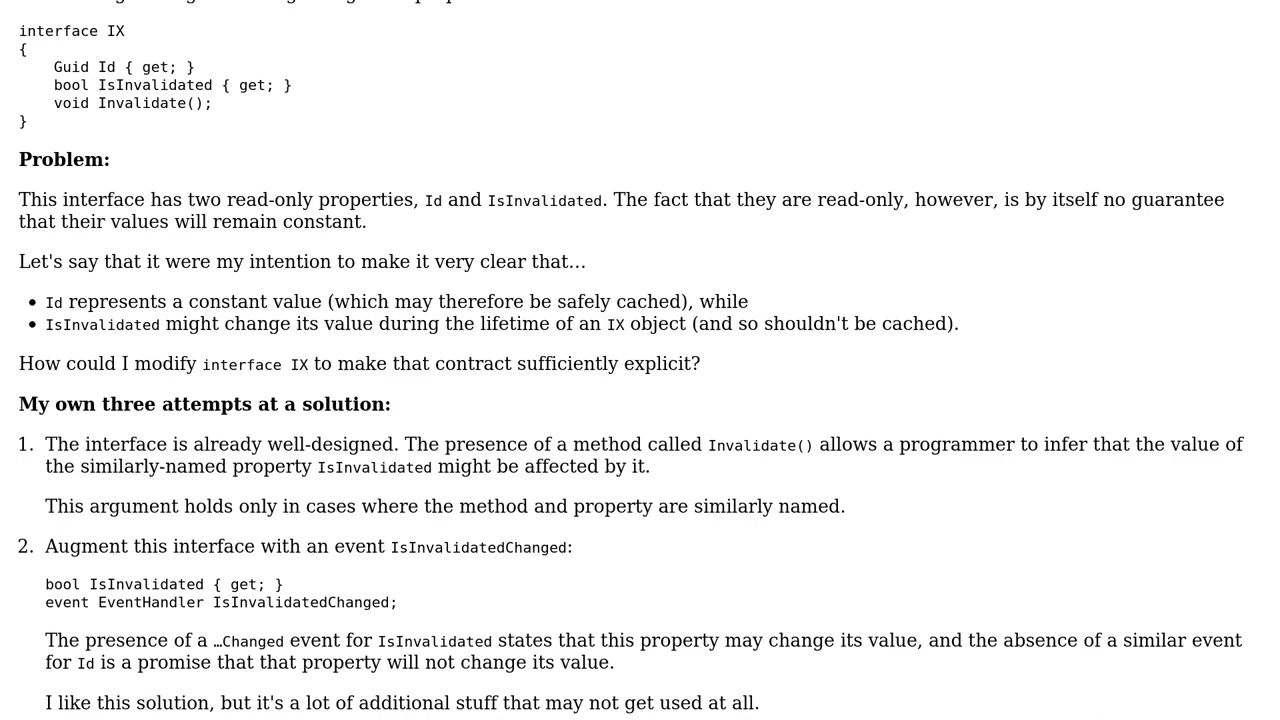 interface IX
{
    Guid Id { get; }
    bool IsInvalidated { get; }
    void Invalidate();
}
Problem:
This interface has two read-only properties, Id and IsInvalidated. The fact that they are read-only, however, is by itself no guarantee
that their values will remain constant.
Let's say that it were my intention to make it very clear that…
• Id represents a constant value (which may therefore be safely cached), while
• IsInvalidated might change its value during the lifetime of an IX object (and so shouldn't be cached).
How could I modify interface IX to make that contract sufficiently explicit?
My own three attempts at a solution:
1. The interface is already well-designed. The presence of a method called Invalidate() allows a programmer to infer that the value of
the similarly-named property IsInvalidated might be affected by it.
This argument holds only in cases where the method and property are similarly named.
2. Augment this interface with an event IsInvalidatedChanged:
bool IsInvalidated { get; }
event EventHandler IsInvalidatedChanged;
The presence of a …Changed event for IsInvalidated states that this property may change its value, and the absence of a similar event
for Id is a promise that that property will not change its value.
I like this solution, but it's a lot of additional stuff that may not get used at all.